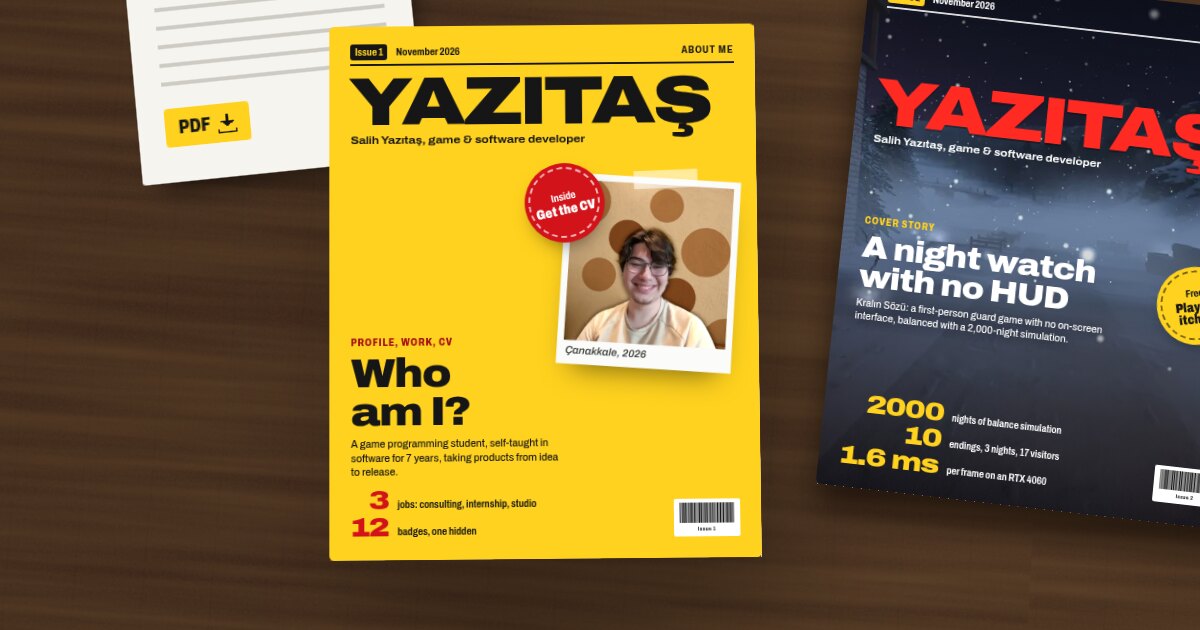 PDF
Issue 1 November 2026 ABOUT ME
YAZITAŞ
Salih Yazıtaş, game & software developer
Inside
Get the CV
Çanakkale, 2026
PROFILE, WORK, CV
Who
am I?
A game programming student, self-taught in
software for 7 years, taking products from idea
to release.
3 jobs: consulting, internship, studio
12 badges, one hidden
Issue 1
November 2026
YAZITAŞ
Salih Yazıtaş, game & software developer
COVER STORY
A night watch
with no HUD
Kralın Sözü: a first-person guard game with no on-screen
interface, balanced with a 2,000-night simulation.
2000 nights of balance simulation
10 endings, 3 nights, 17 visitors
1.6 ms per frame on an RTX 4060
Issue 2